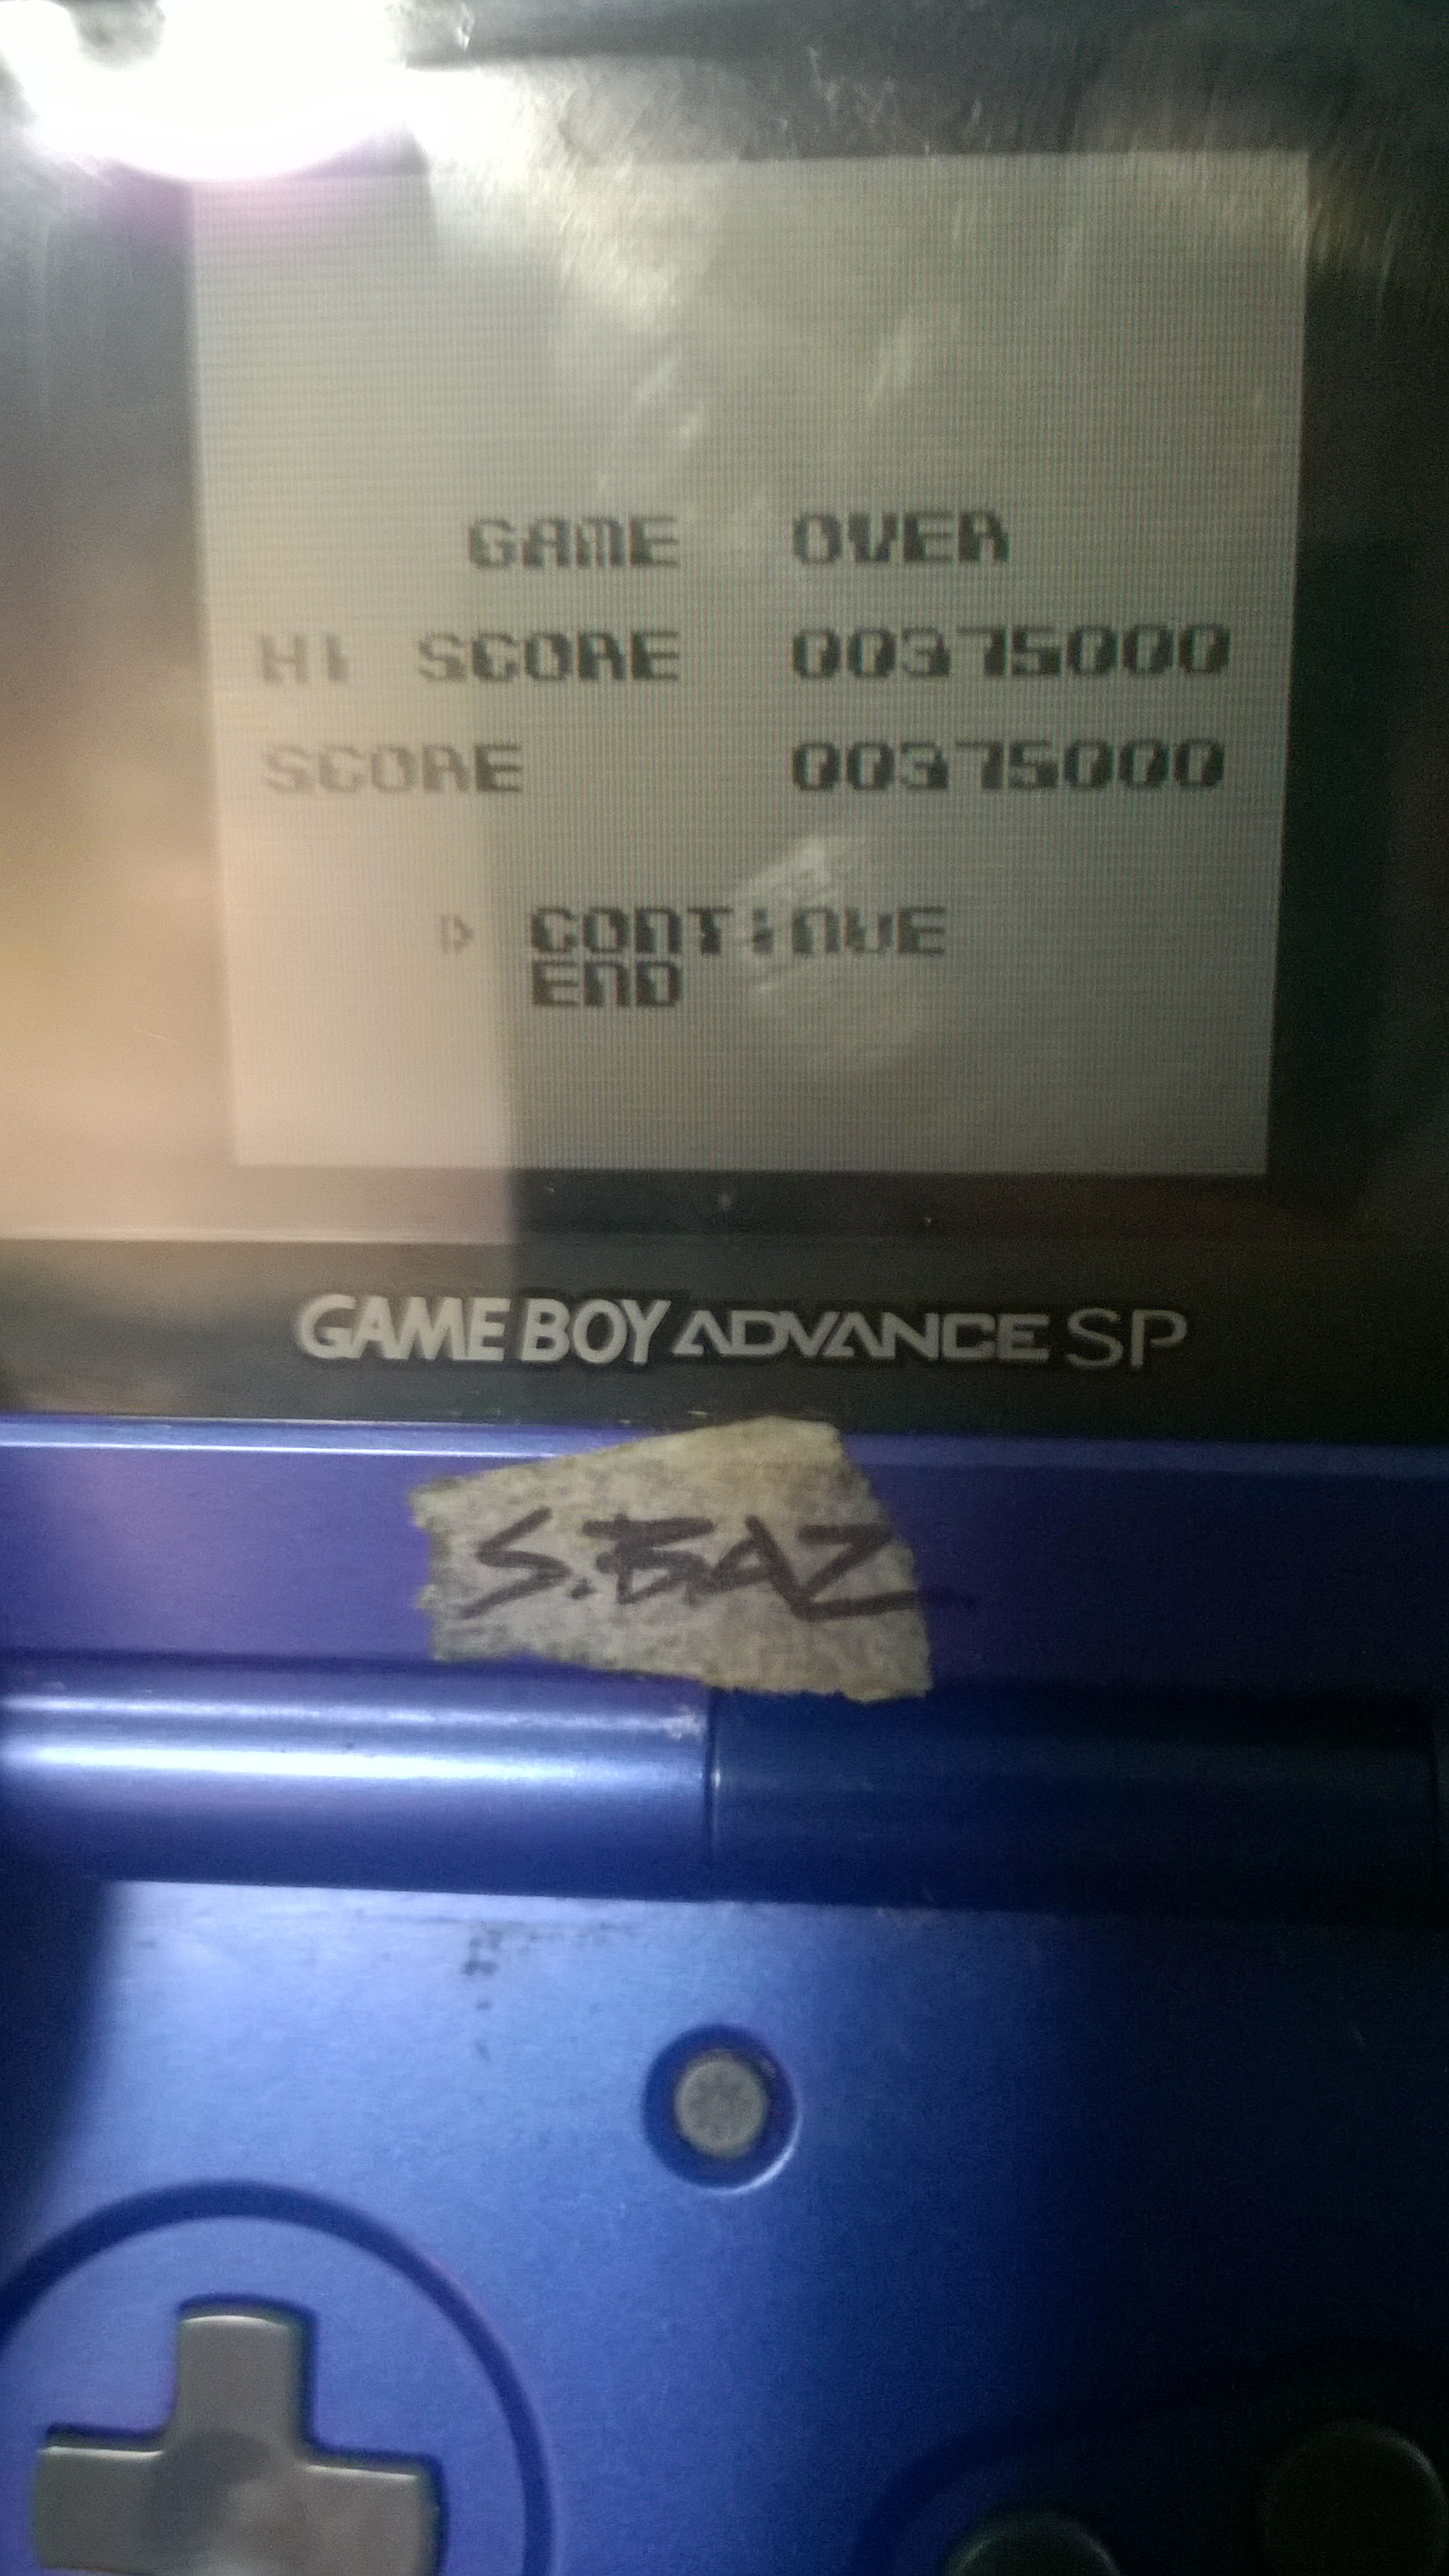 GAME OVER
HI SCORE 00375000
SCORE 00375000
CONTINUE
END
GAME BOY ADVANCE SP
S.BAZ